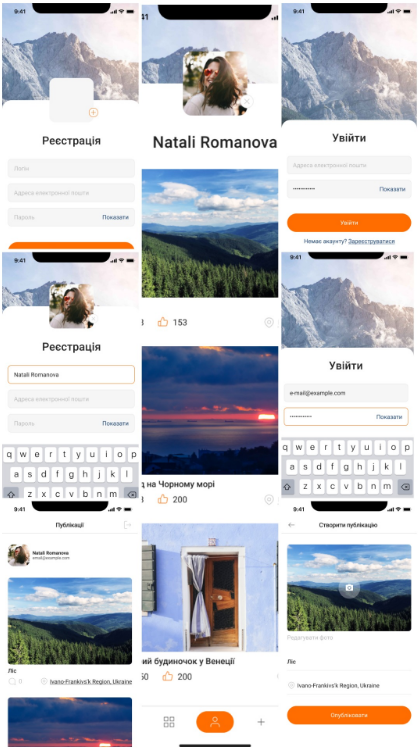 9:41
Реєстрація
Логін
Адреса електронної пошти
Пароль
Показати
9:41
Реєстрація
Natali Romanova
Адреса електронної пошти
Пароль
Показати
q w e r t y u i o p
a s d f g h j k l
z x c v b n m
9:41
Публікації
Natali Romanova
email@example.com
Ліс
0
Ivano-Frankivs'k Region, Ukraine
41
Natali Romanova
153
д на Чорному морі
200
ий будиночок у Венеції
50
200
9:41
Увійти
Адреса електронної пошти
Показати
Увійти
Немає акаунту? Зареєструватися
9:41
Увійти
e-mail@example.com
Показати
q w e r t y u i o p
a s d f g h j k l
z x c v b n m
9:41
Створити публікацію
Редагувати фото
Ліс
Ivano-Frankivs'k Region, Ukraine
Опублікувати